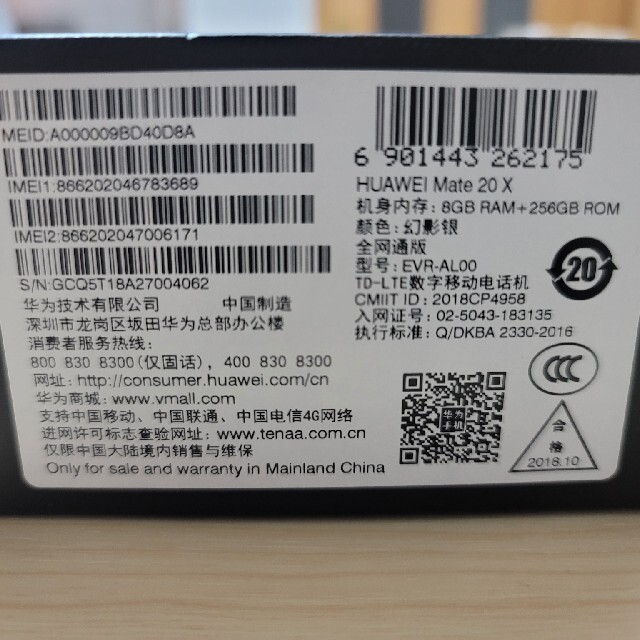 MEID:A000009BD40D8A
IMEI1:866202046783689
IMEI2:866202047006171
S/N:GCQ5T18A27004062
华为技术有限公司 中国制造
深圳市龙岗区坂田华为总部办公楼
消费者服务热线:
800 830 8300(仅固话), 400 830 8300
网址: http://consumer.huawei.com/cn
华为商城: www.vmall.com
支持中国移动、中国联通、中国电信4G网络
进网许可标志查验网址: www.tenaa.com.cn
仅限中国大陆境内销售与维保
Only for sale and warranty in Mainland China
6 901443 262175
HUAWEI Mate 20 X
机身内存: 8GB RAM+256GB ROM
颜色: 幻影银
全网通版
型号: EVR-AL00
TD-LTE数字移动电话机
CMIIT ID: 2018CP4958
入网证号: 02-5043-183135
执行标准: Q/DKBA 2330-2016
20
CCC
华为
手机
合
格
2018.10